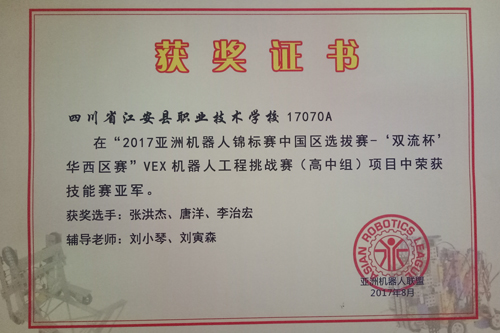 获奖证书
四川省江安县职业技术学校 17070A
在“2017亚洲机器人锦标赛中国区选拔赛-‘双流杯’
华西区赛”VEX 机器人工程挑战赛（高中组）项目中荣获
技能赛亚军。
获奖选手：张洪杰、唐洋、李治宏
辅导老师：刘小琴、刘寅森
ASIAN ROBOTICS LEAGUE
亚洲机器人联盟
2017年8月